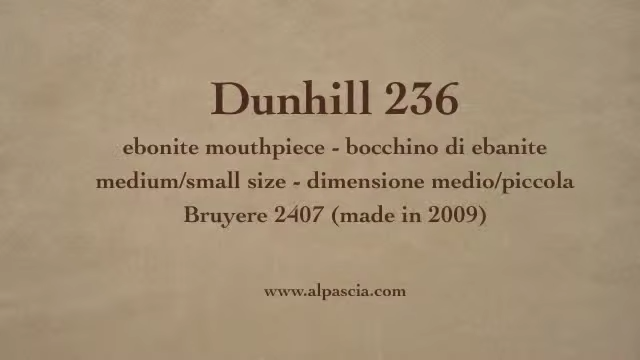 Dunhill 236
ebonite mouthpiece - bocchino di ebanite
medium/small size - dimensione medio/piccola
Bruyere 2407 (made in 2009)
www.alpascia.com